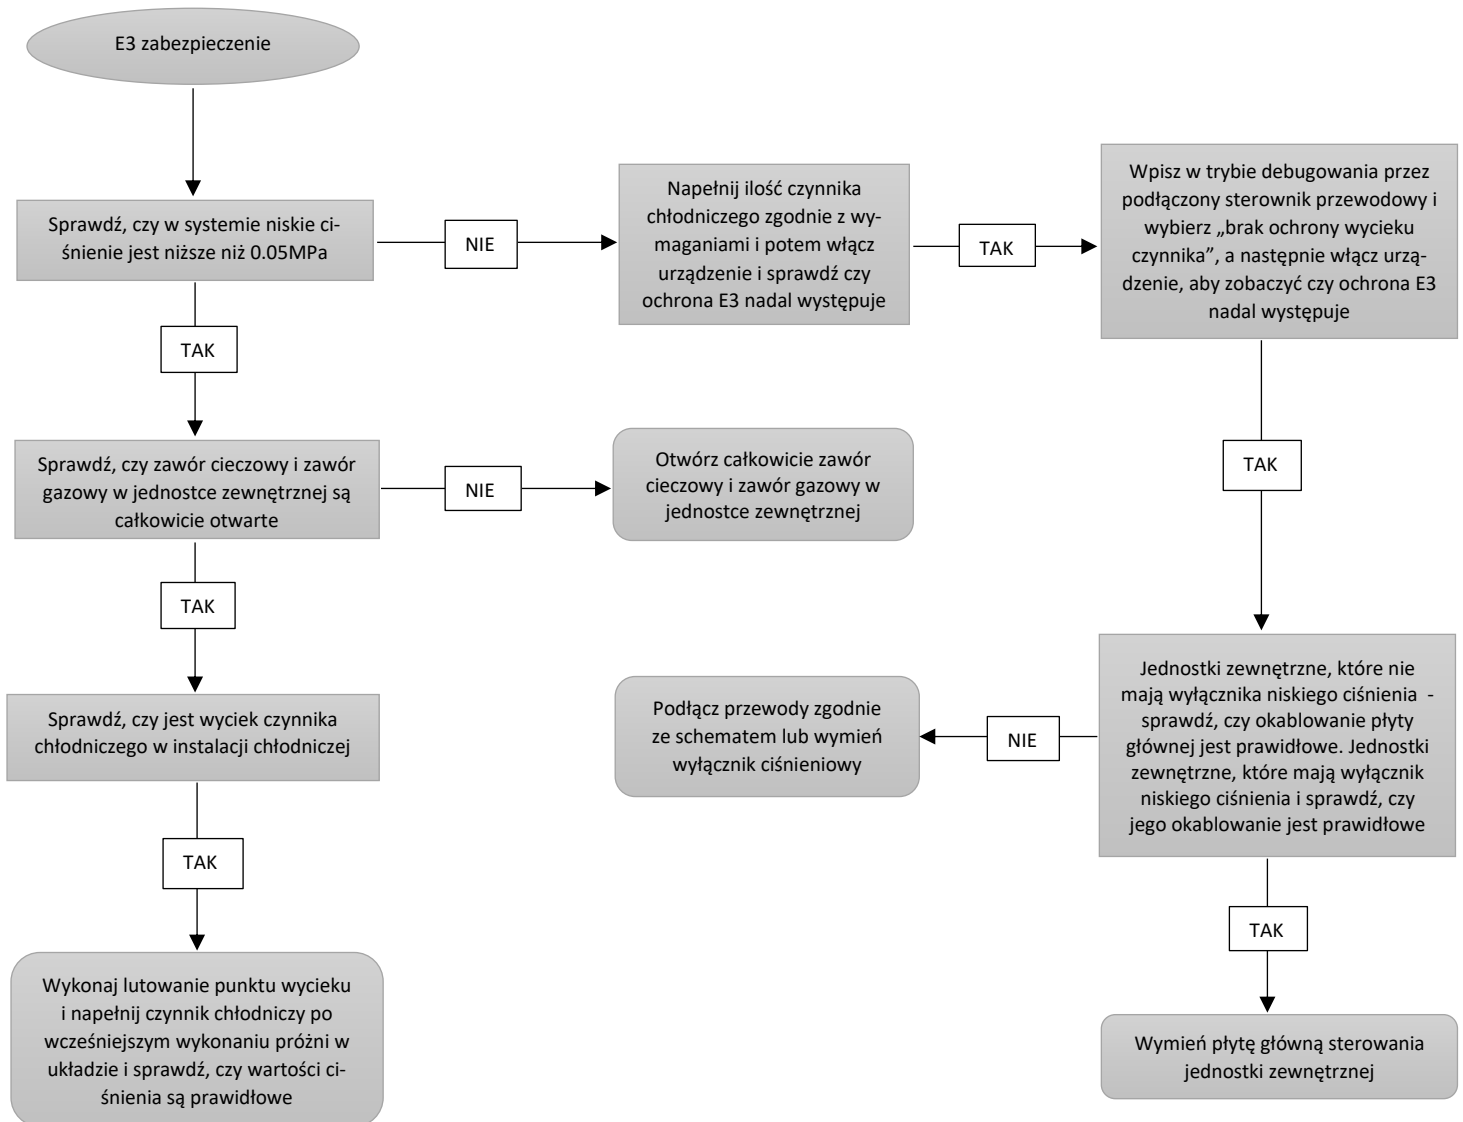 E3 zabezpieczenie
Sprawdź, czy w systemie niskie ci-
śnienie jest niższe niż 0.05MPa
NIE
Napełnij ilość czynnika
chłodniczego zgodnie z wy-
maganiami i potem włącz
urządzenie i sprawdź czy
ochrona E3 nadal występuje
TAK
Wpisz w trybie debugowania przez
podłączony sterownik przewodowy i
wybierz „brak ochrony wycieku
czynnika”, a następnie włącz urzą-
dzenie, aby zobaczyć czy ochrona E3
nadal występuje
TAK
Sprawdź, czy zawór cieczowy i zawór
gazowy w jednostce zewnętrznej są
całkowicie otwarte
NIE
Otwórz całkowicie zawór
cieczowy i zawór gazowy w
jednostce zewnętrznej
TAK
TAK
Sprawdź, czy jest wyciek czynnika
chłodniczego w instalacji chłodniczej
Podłącz przewody zgodnie
ze schematem lub wymień
wyłącznik ciśnieniowy
NIE
Jednostki zewnętrzne, które nie
mają wyłącznika niskiego ciśnienia -
sprawdź, czy okablowanie płyty
głównej jest prawidłowe. Jednostki
zewnętrzne, które mają wyłącznik
niskiego ciśnienia i sprawdź, czy
jego okablowanie jest prawidłowe
TAK
TAK
Wykonaj lutowanie punktu wycieku
i napełnij czynnik chłodniczy po
wcześniejszym wykonaniu próżni w
układzie i sprawdź, czy wartości ci-
śnienia są prawidłowe
Wymień płytę główną sterowania
jednostki zewnętrznej